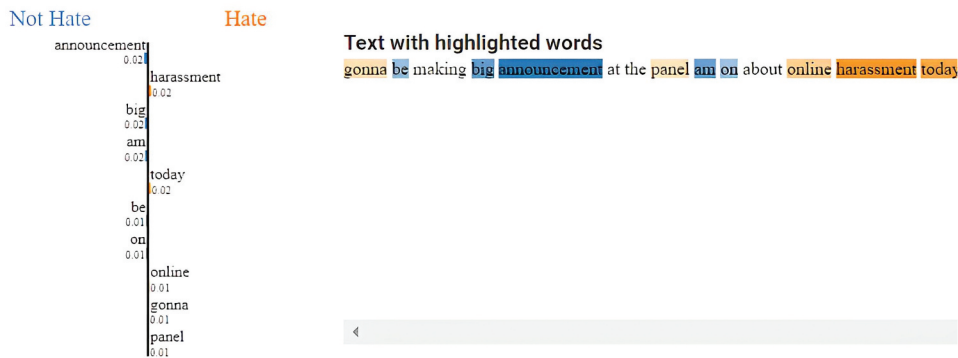 Not Hate
Hate
announcement
0.02
harassment
0.02
big
0.02
am
0.02
today
0.02
be
0.01
on
0.01
online
0.01
gonna
0.01
panel
0.01
Text with highlighted words
gonna be making big announcement at the panel am on about online harassment today